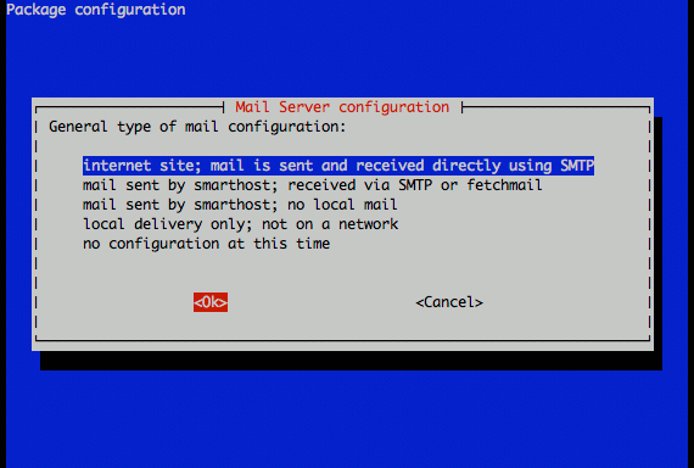 Package configuration
Mail Server configuration
General type of mail configuration:
internet site; mail is sent and received directly using SMTP
mail sent by smarthost; received via SMTP or fetchmail
mail sent by smarthost; no local mail
local delivery only; not on a network
no configuration at this time
<Ok> <Cancel>